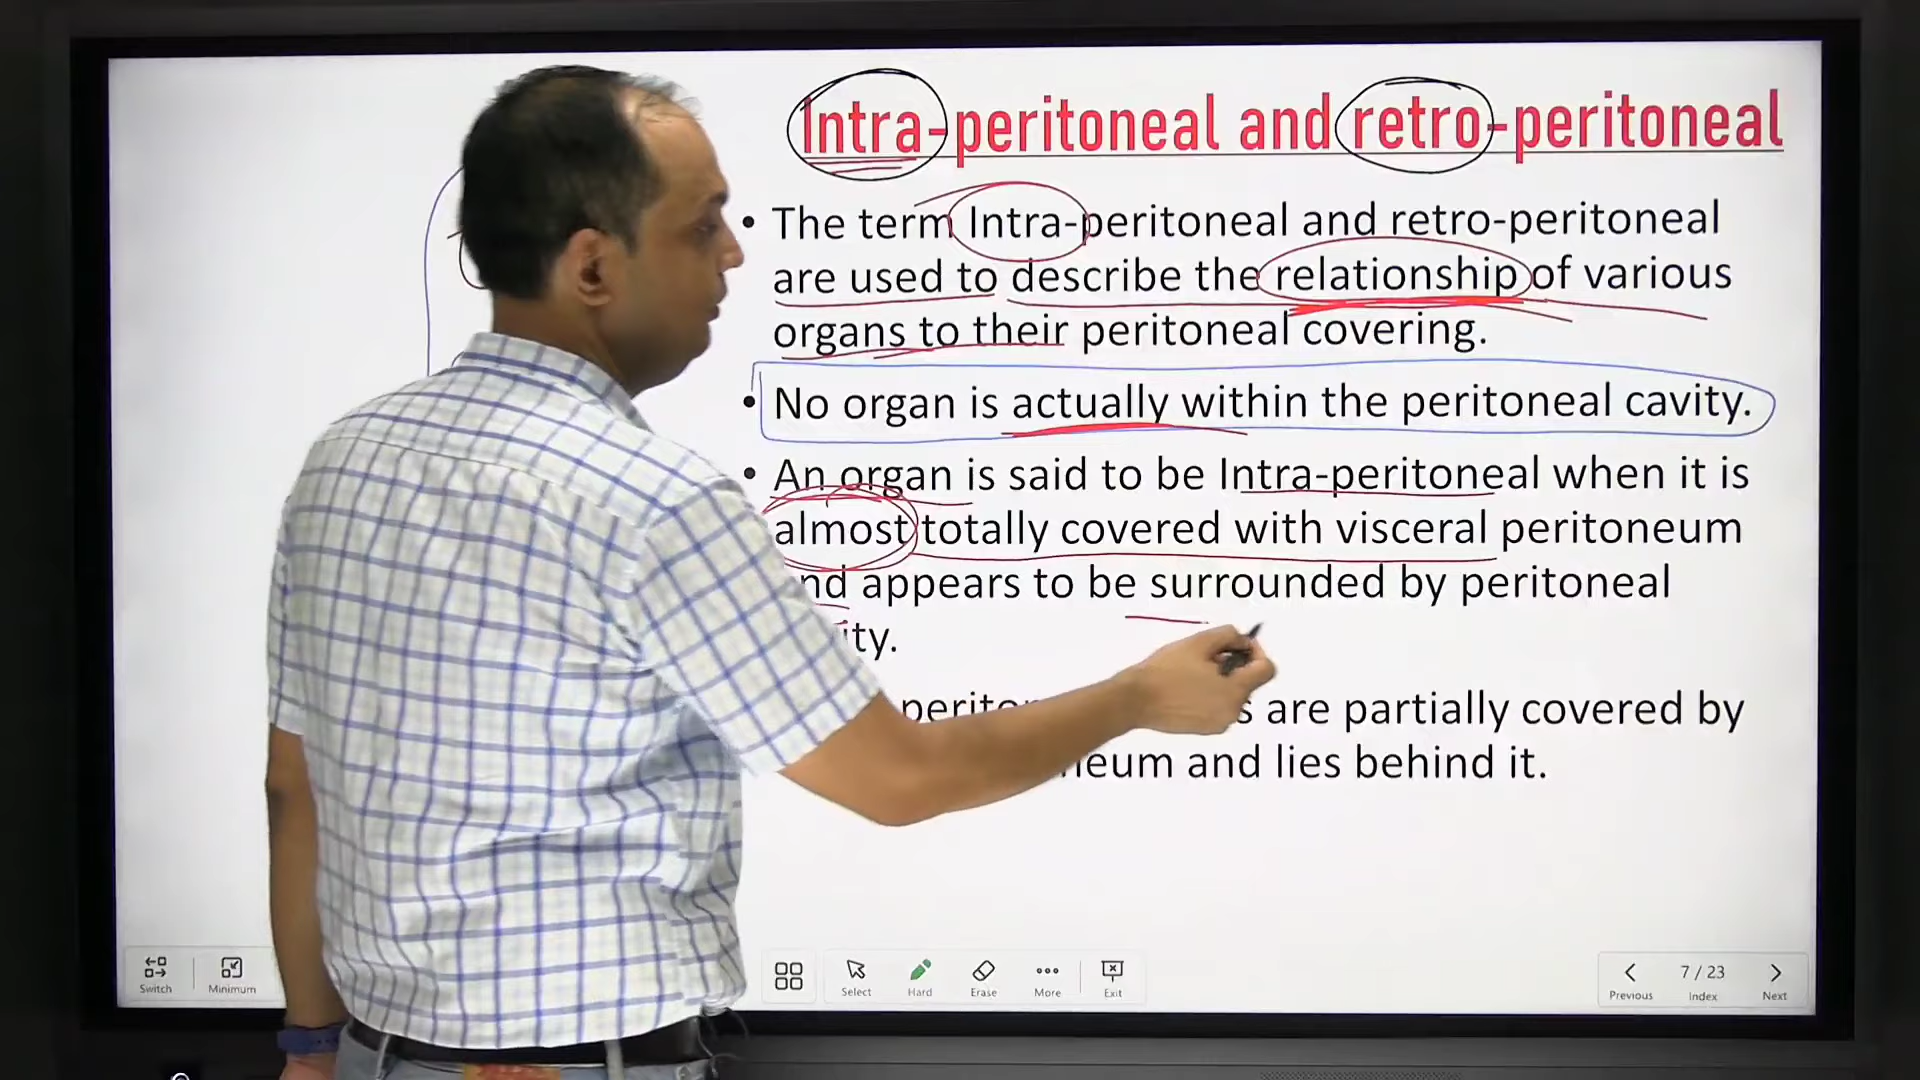 Intra-peritoneal and retro-peritoneal
• The term Intra-peritoneal and retro-peritoneal
are used to describe the relationship of various
organs to their peritoneal covering.
• No organ is actually within the peritoneal cavity.
• An organ is said to be Intra-peritoneal when it is
almost totally covered with visceral peritoneum
appears to be surrounded by peritoneal
are partially covered by
and lies behind it.
Switch
Minimum
Select
Hard
Erase
More
Exit
Previous
7 / 23
Index
Next